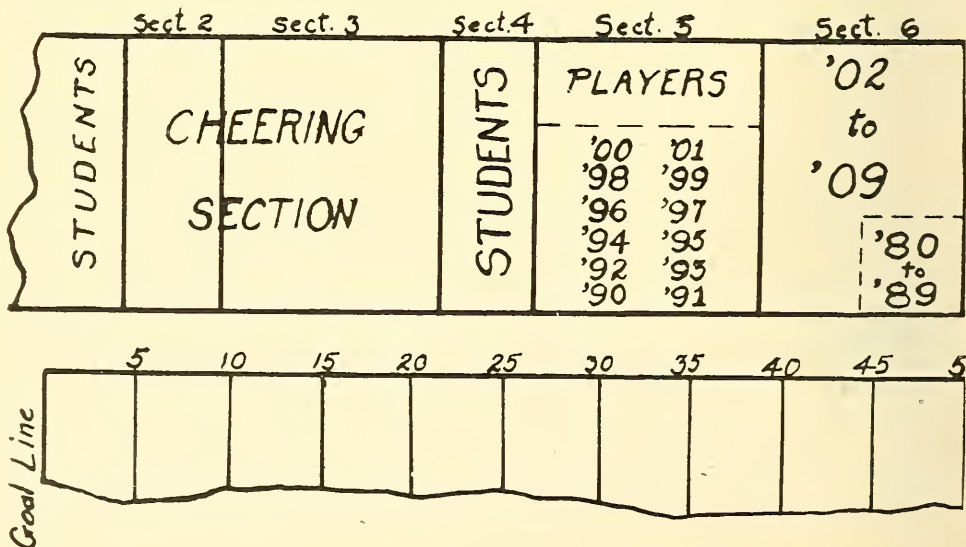 Sect 2 Sect. 3 Sect.4 Sect. 5 Sect. 6
STUDENTS
CHEERING
SECTION
STUDENTS
PLAYERS
'00 '01
'98 '99
'96 '97
'94 '95
'92 '93
'90 '91
'02
to
'09
'80
to
'89
5 10 15 20 25 30 35 40 45 5
Goal Line